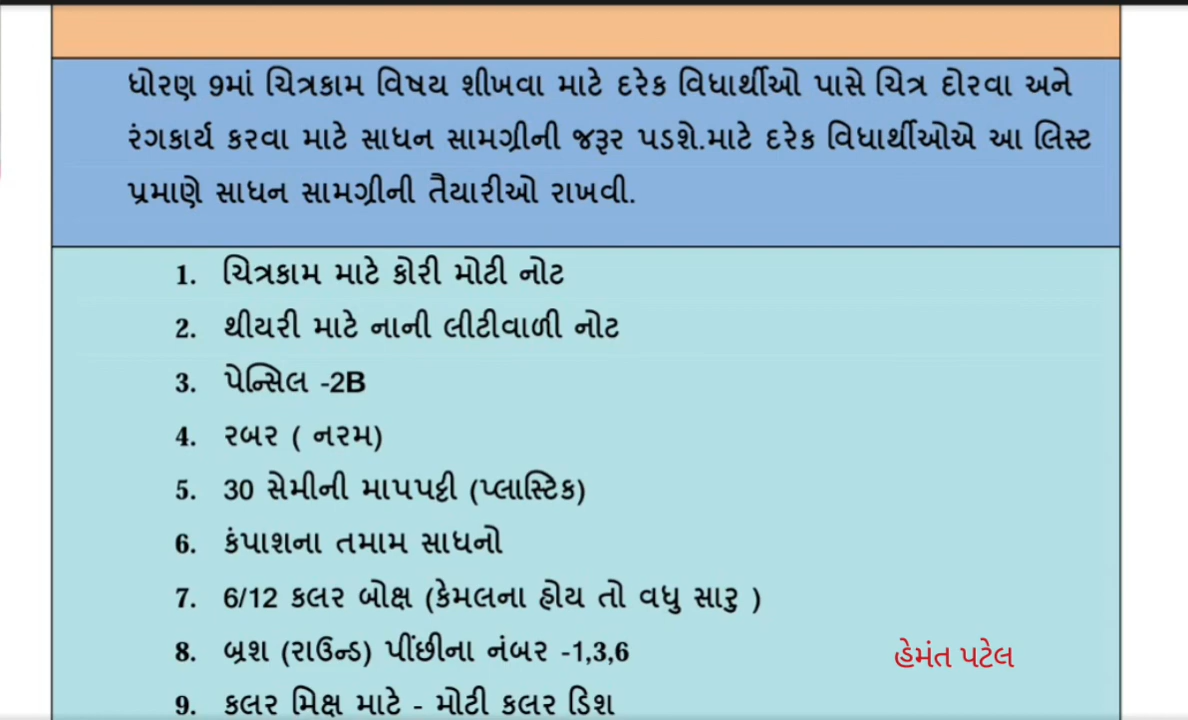 ધોરણ 9માં ચિત્રકામ વિષય શીખવા માટે દરેક વિધાર્થીઓ પાસે ચિત્ર દોરવા અને
રંગકાર્ય કરવા માટે સાધન સામગ્રીની જરૂર પડશે.માટે દરેક વિધાર્થીઓએ આ લિસ્ટ
પ્રમાણે સાધન સામગ્રીની તૈયારીઓ રાખવી.
1. ચિત્રકામ માટે કોરી મોટી નોટ
2. થીયરી માટે નાની લીટીવાળી નોટ
3. પેન્સિલ -2B
4. રબર ( નરમ)
5. 30 સેમીની માપપટ્ટી (પ્લાસ્ટિક)
6. કંપાશના તમામ સાધનો
7. 6/12 કલર બોક્ષ (કેમલના હોય તો વધુ સારુ )
8. બ્રશ (રાઉન્ડ) પીંછીના નંબર -1,3,6
હેમંત પટેલ
9. કલર મિક્ષ માટે - મોટી કલર ડિશ